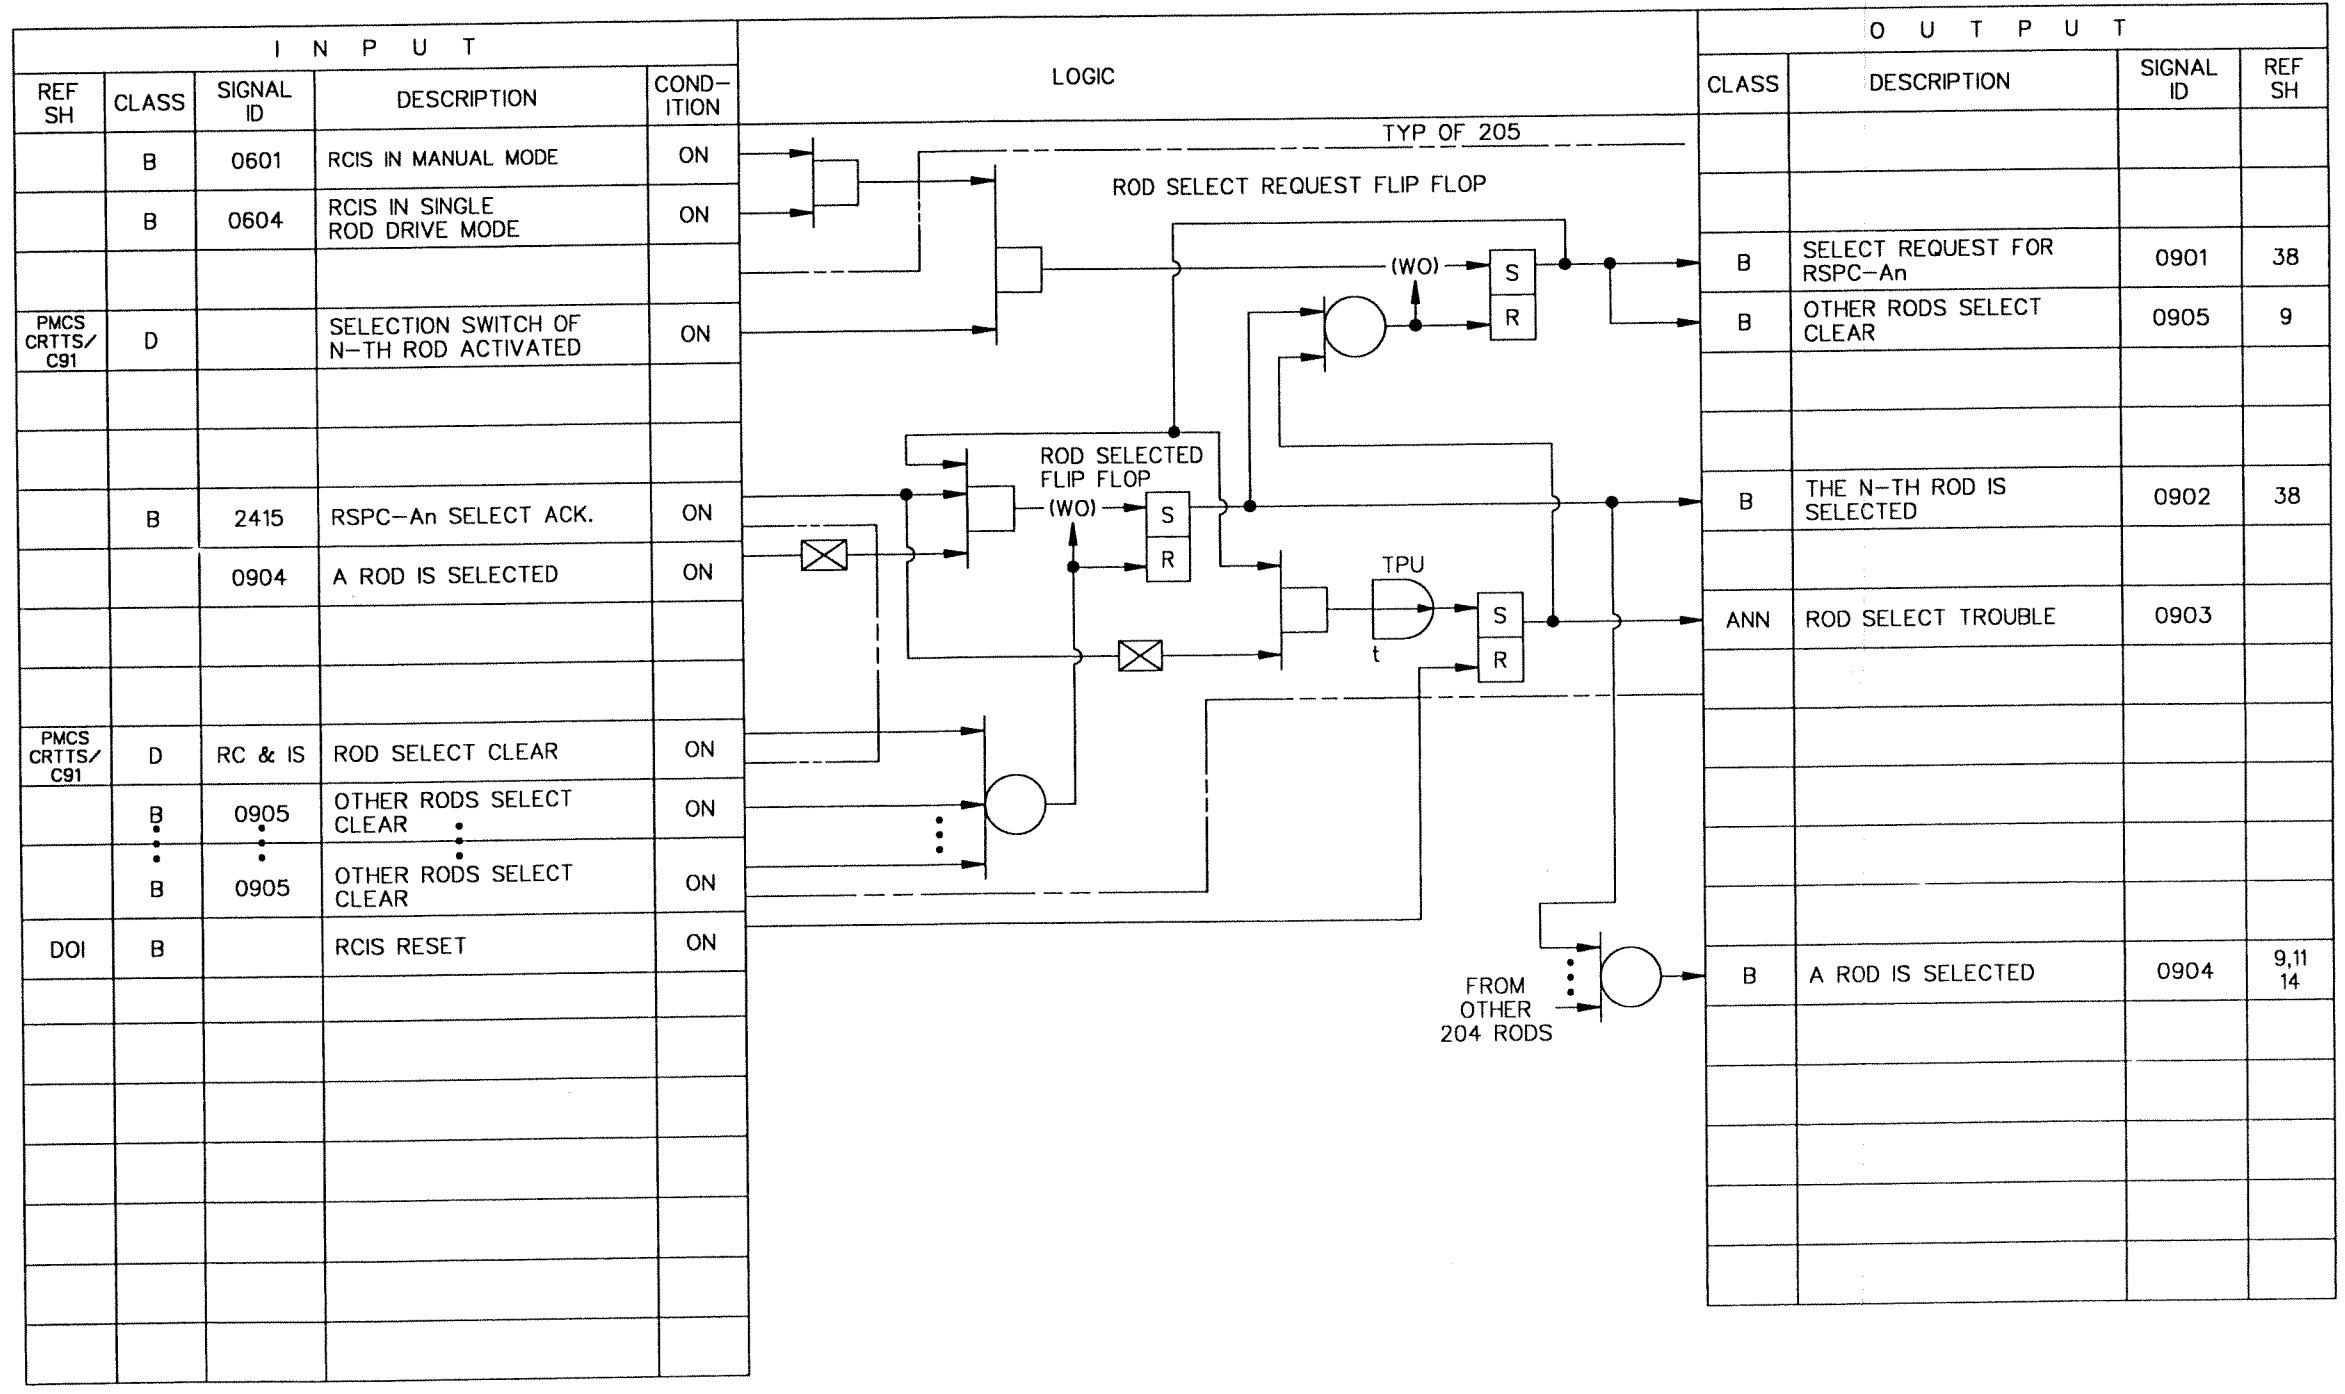 I N P U T
REF
SH
CLASS
SIGNAL
ID
DESCRIPTION
COND-
ITION
B
0601
RCIS IN MANUAL MODE
ON
B
0604
RCIS IN SINGLE
ROD DRIVE MODE
ON
PMCS
CRTTS/
C91
D
SELECTION SWITCH OF
N-TH ROD ACTIVATED
ON
B
2415
RSPC-An SELECT ACK.
ON
0904
A ROD IS SELECTED
ON
PMCS
CRTTS/
C91
D
RC & IS
ROD SELECT CLEAR
ON
B
0905
OTHER RODS SELECT
CLEAR
ON
B
0905
OTHER RODS SELECT
CLEAR
ON
DOI
B
RCIS RESET
ON
LOGIC
TYP OF 205
ROD SELECT REQUEST FLIP FLOP
(WO)
S
R
ROD SELECTED
FLIP FLOP
(WO)
S
R
TPU
t
S
R
FROM
OTHER
204 RODS
O U T P U T
CLASS
DESCRIPTION
SIGNAL
ID
REF
SH
B
SELECT REQUEST FOR
RSPC-An
0901
38
B
OTHER RODS SELECT
CLEAR
0905
9
B
THE N-TH ROD IS
SELECTED
0902
38
ANN
ROD SELECT TROUBLE
0903
B
A ROD IS SELECTED
0904
9,11
14